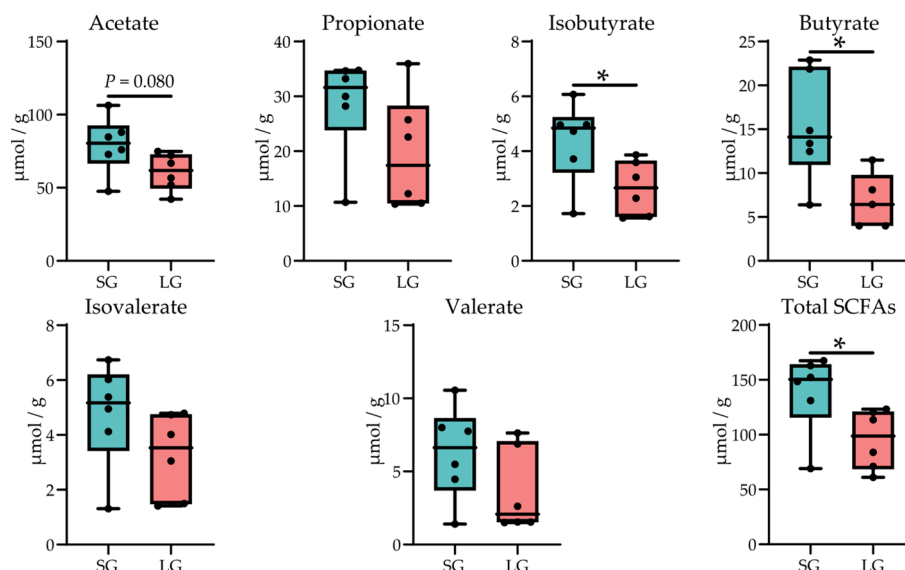 Acetate
150
100
50
0
µmol / g
P = 0.080
SG LG
Propionate
40
30
20
10
0
µmol / g
SG LG
Isobutyrate
8
6
4
2
0
µmol / g
*
SG LG
Butyrate
25
20
15
10
5
0
µmol / g
*
SG LG
Isovalerate
8
6
4
2
0
µmol / g
SG LG
Valerate
15
10
5
0
µmol / g
SG LG
Total SCFAs
200
150
100
50
0
µmol / g
*
SG LG